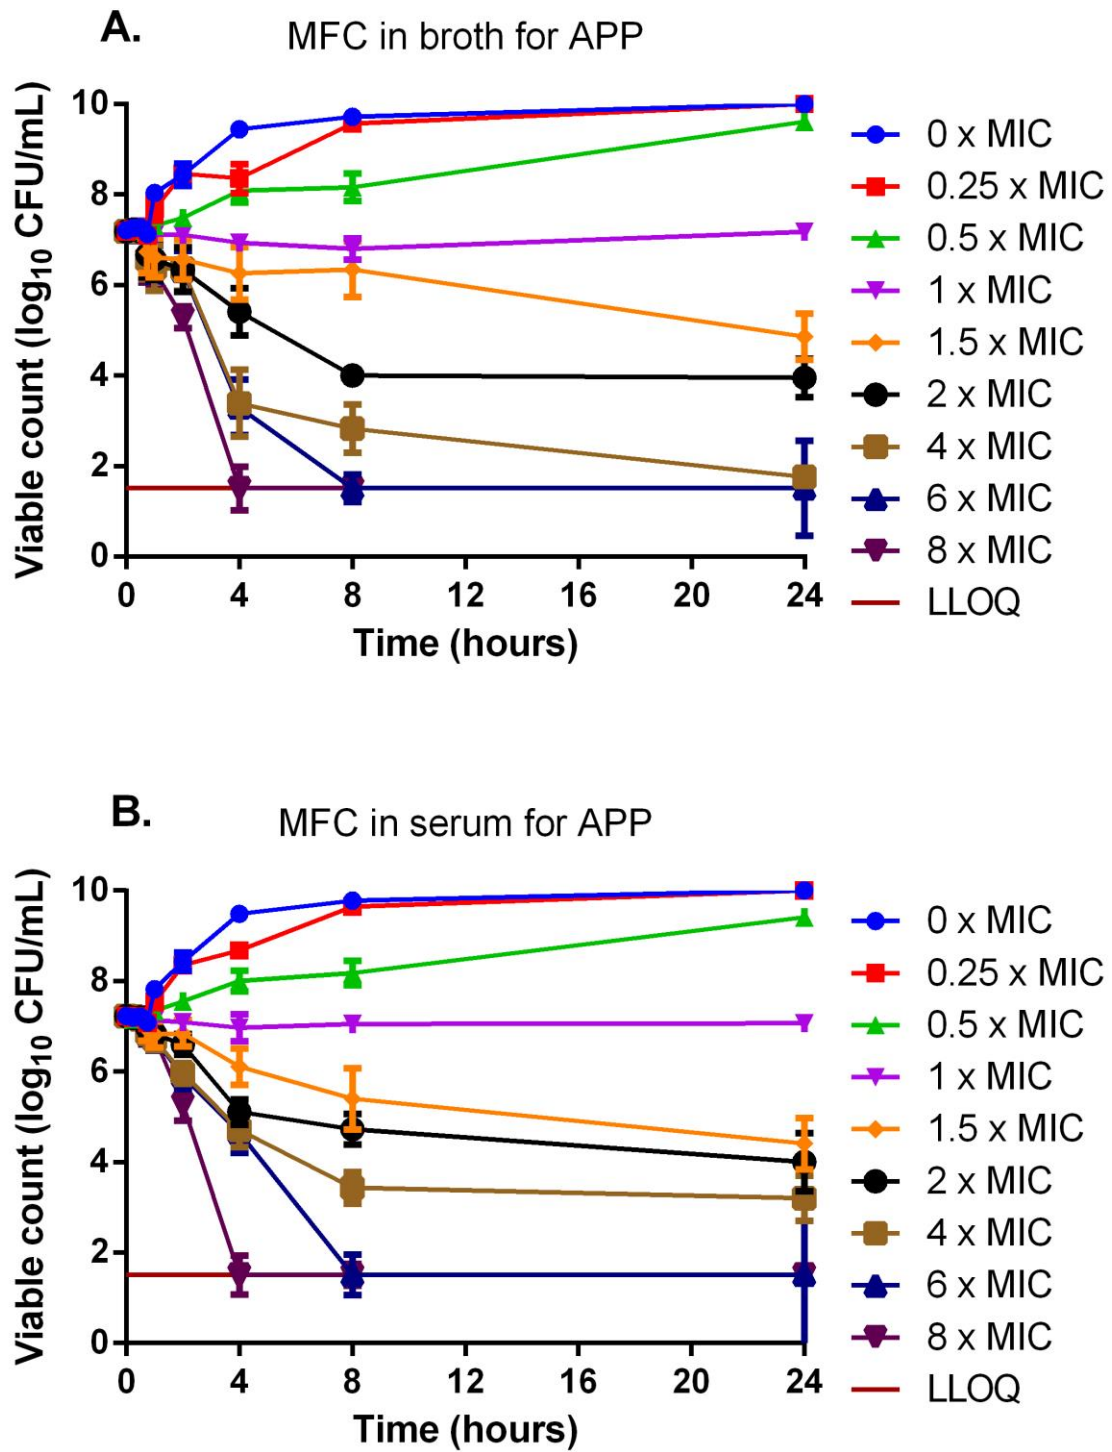 A.
MFC in broth for APP
Viable count (log10 CFU/mL)
10
8
6
4
2
0
0 4 8 12 16 20 24
Time (hours)
0 x MIC
0.25 x MIC
0.5 x MIC
1 x MIC
1.5 x MIC
2 x MIC
4 x MIC
6 x MIC
8 x MIC
LLOQ
B.
MFC in serum for APP
Viable count (log10 CFU/mL)
10
8
6
4
2
0
0 4 8 12 16 20 24
Time (hours)
0 x MIC
0.25 x MIC
0.5 x MIC
1 x MIC
1.5 x MIC
2 x MIC
4 x MIC
6 x MIC
8 x MIC
LLOQ